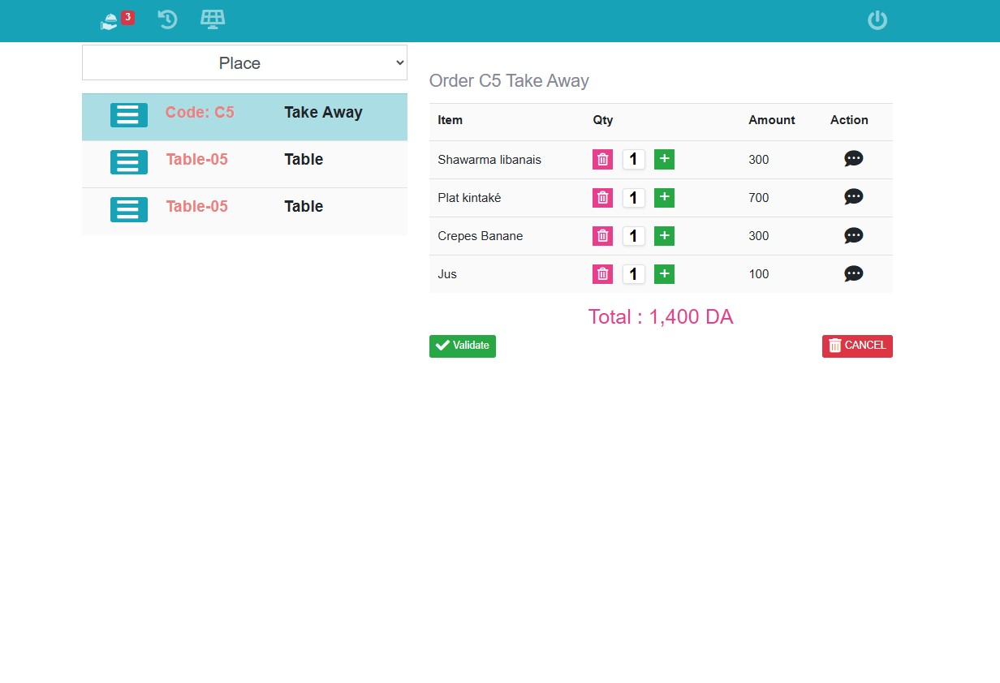 3
Place
Code: C5 Take Away
Table-05 Table
Table-05 Table
Order C5 Take Away
Item Qty Amount Action
Shawarma libanais 1 300
Plat kintaké 1 700
Crepes Banane 1 300
Jus 1 100
Total : 1,400 DA
Validate CANCEL